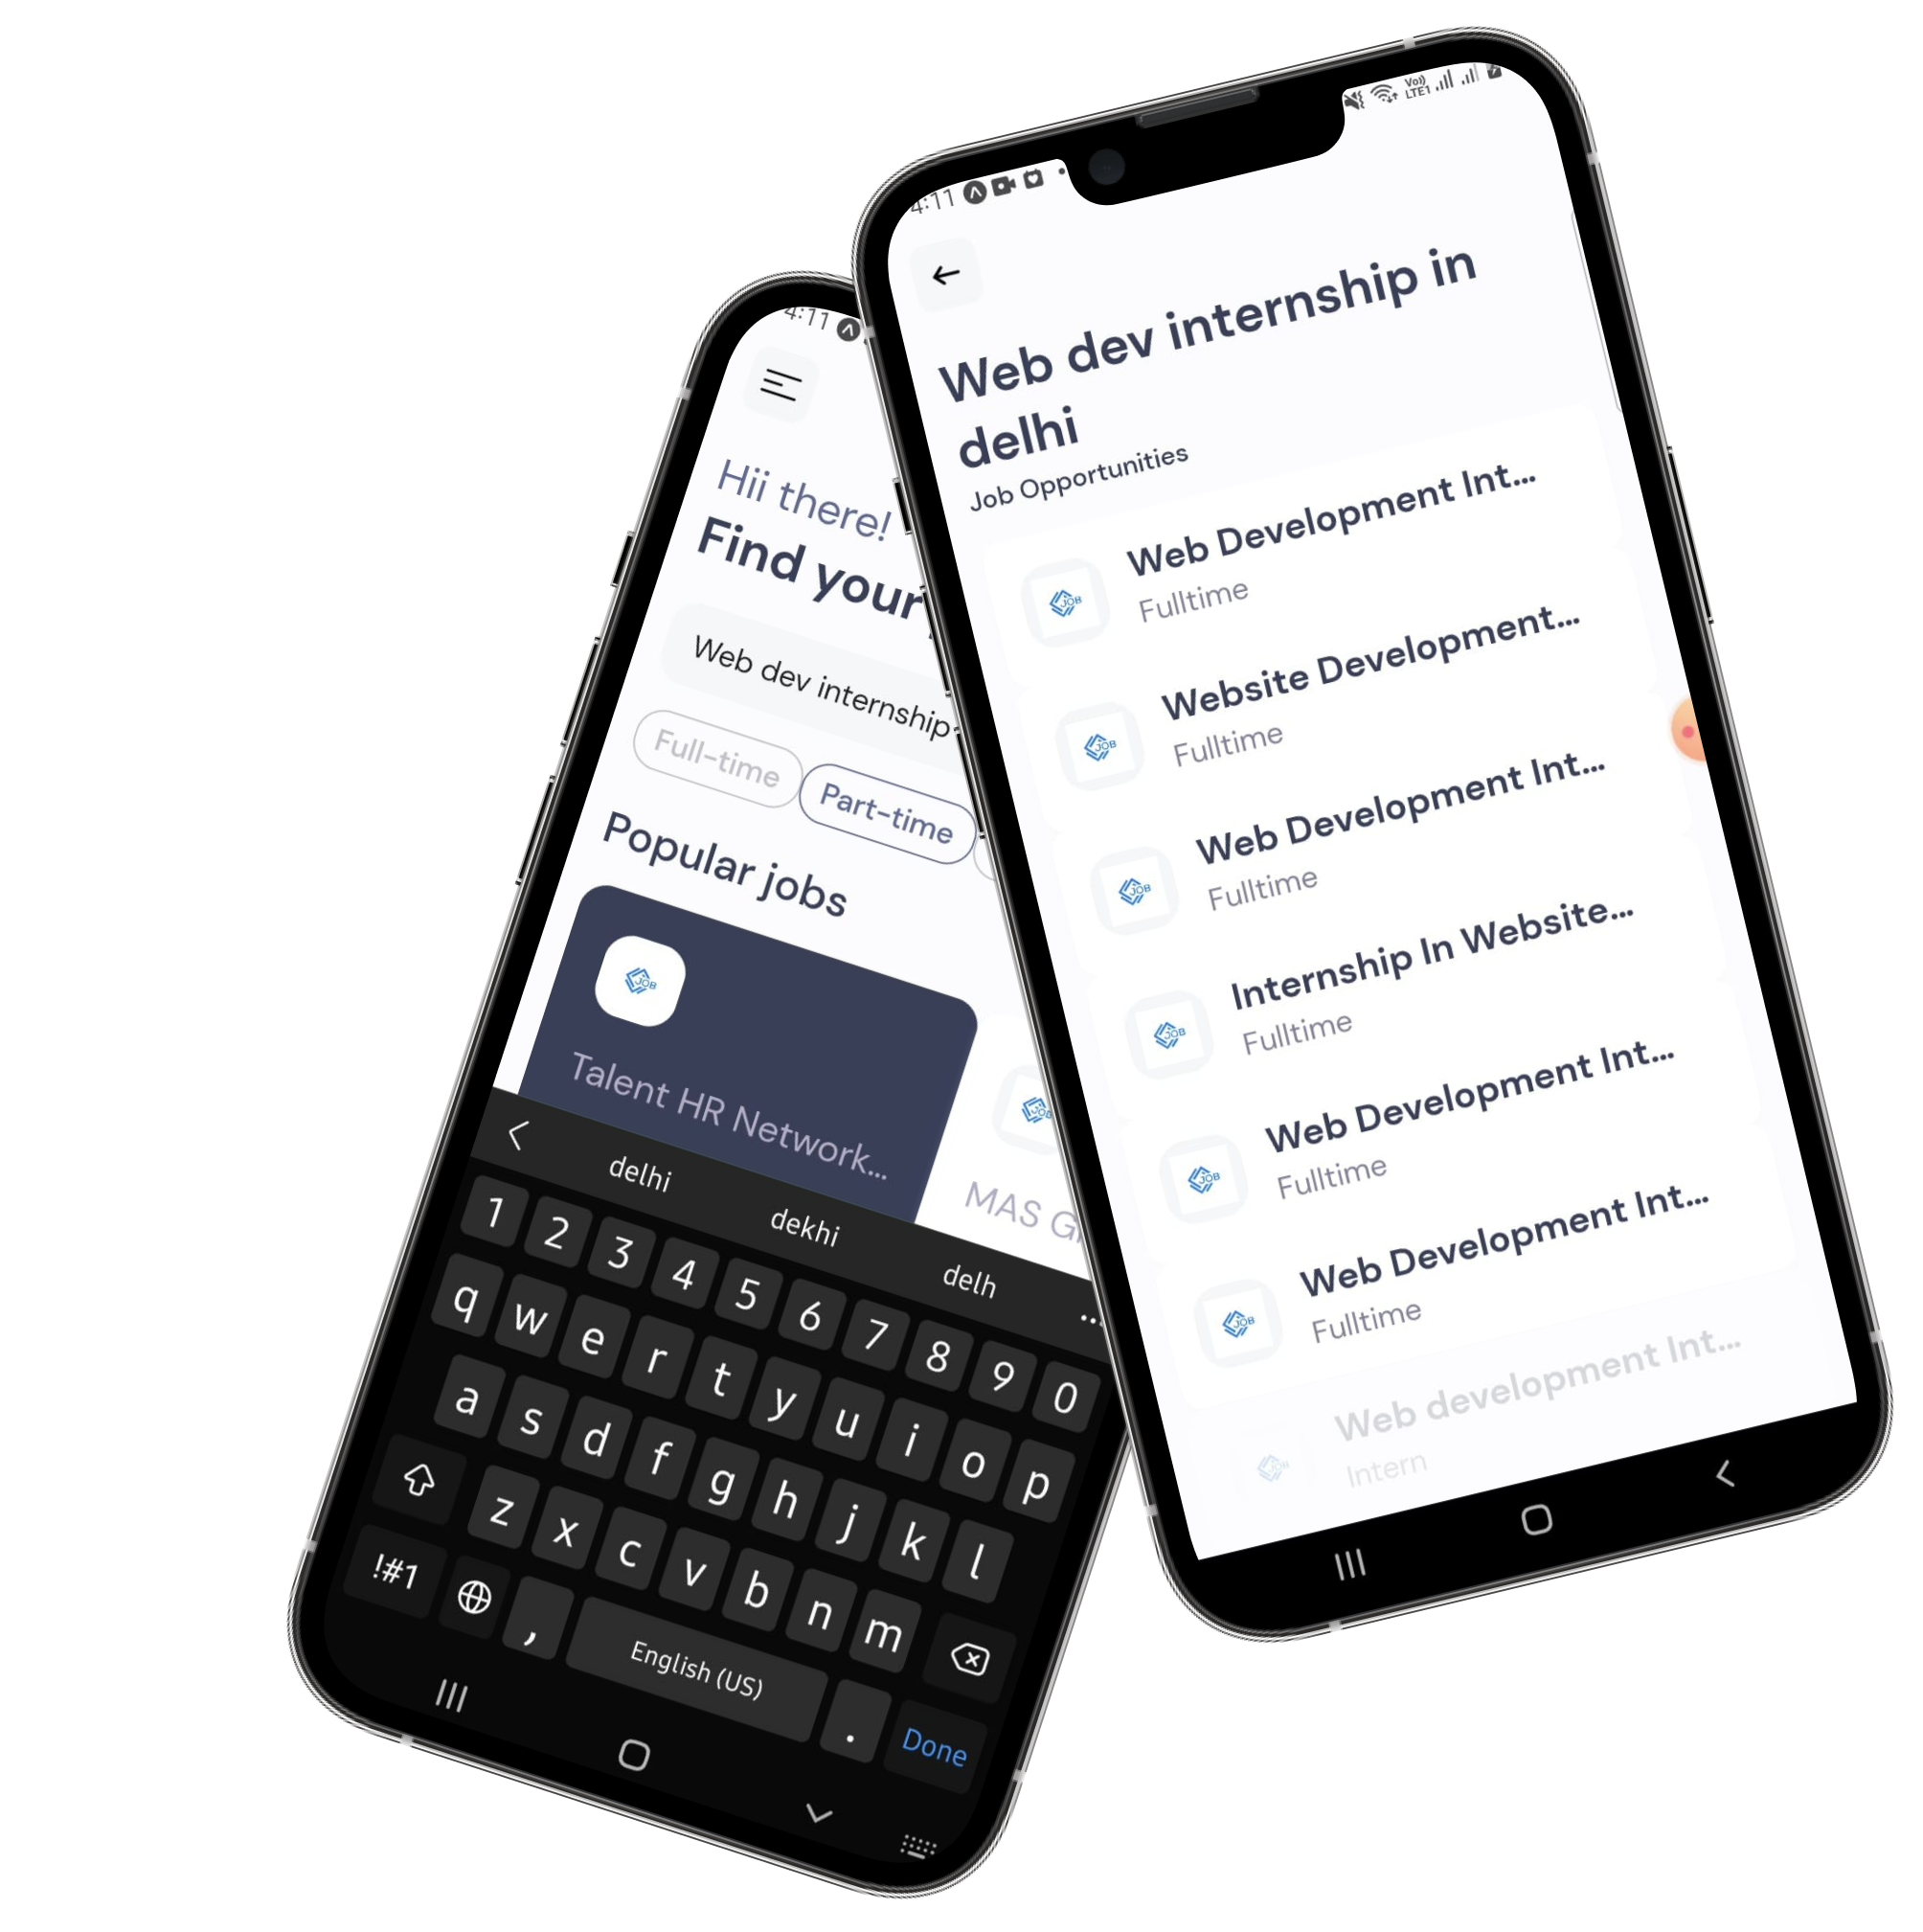 4:11
Hii there!
Find your
Web dev internship
Full-time
Part-time
Popular jobs
JOB
Talent HR Network...
JOB
MAS G
delhi
dekhi
delh
...
1 2 3 4 5 6 7 8 9 0
q w e r t y u i o p
a s d f g h j k l
z x c v b n m
!#1
,
English (US)
.
Done
4:11
Vo))
LTE1
Web dev internship in
delhi
Job Opportunities
JOB
Web Development Int...
Fulltime
JOB
Website Development...
Fulltime
JOB
Web Development Int...
Fulltime
JOB
Internship In Website...
Fulltime
JOB
Web Development Int...
Fulltime
JOB
Web Development Int...
Fulltime
JOB
Web development Int...
Intern